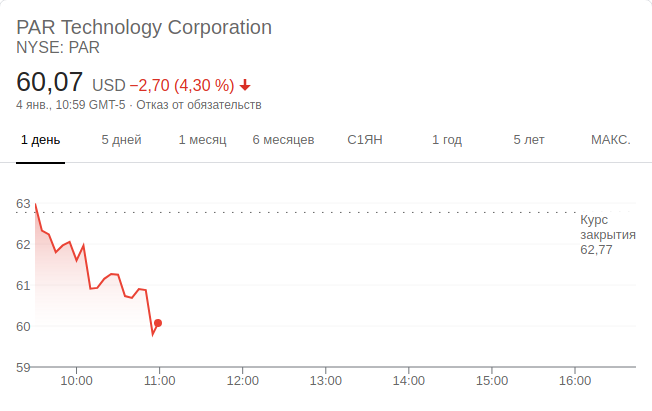 PAR Technology Corporation
NYSE: PAR
60,07 USD −2,70 (4,30 %)
4 янв., 10:59 GMT-5 · Отказ от обязательств
1 день 5 дней 1 месяц 6 месяцев С1ЯН 1 год 5 лет МАКС.
63
Курс
закрытия
62,77
62
61
60
59
10:00 11:00 12:00 13:00 14:00 15:00 16:00